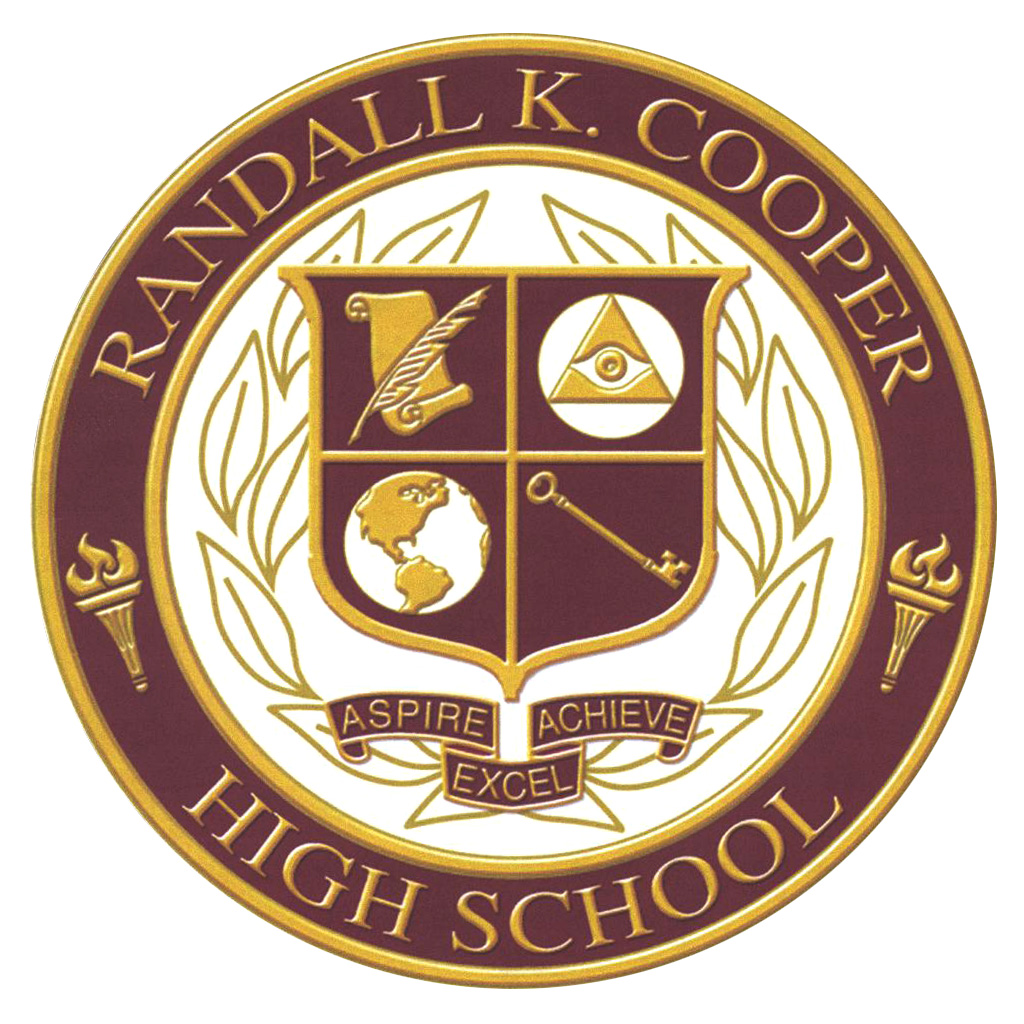 RANDALL K. COOPER
ASPIRE ACHIEVE
EXCEL
HIGH SCHOOL